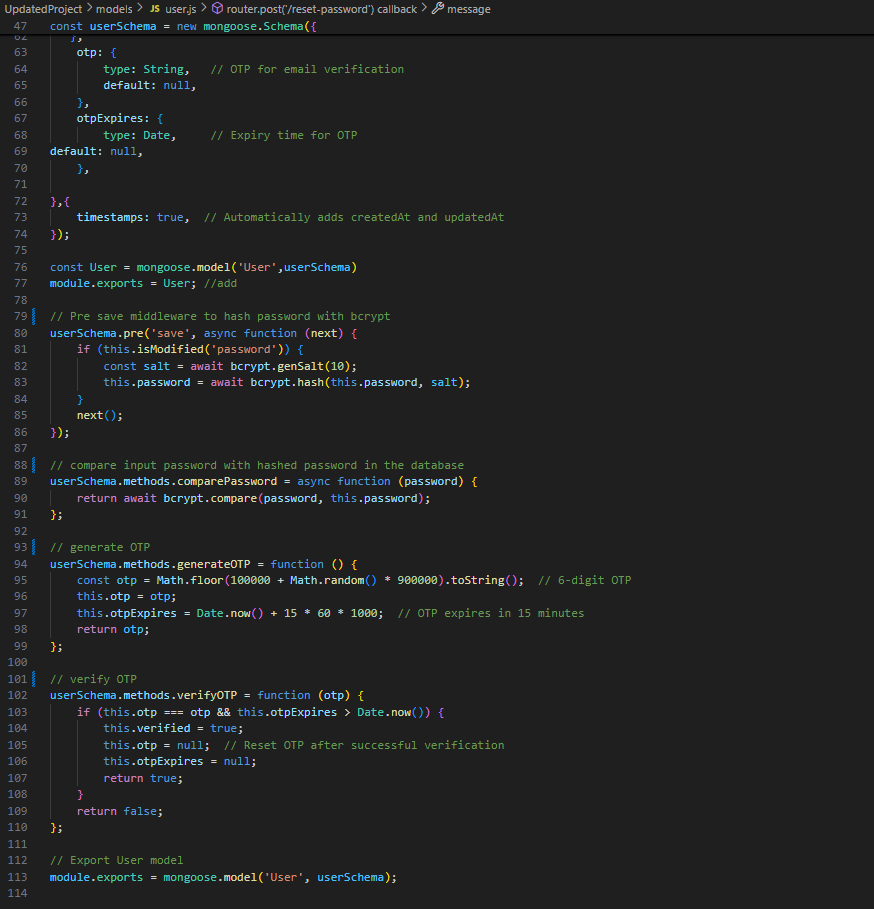 UpdatedProject > models > JS user.js > router.post('/reset-password') callback > message
47 const userSchema = new mongoose.Schema({
62 },
63 otp: {
64 type: String, // OTP for email verification
65 default: null,
66 },
67 otpExpires: {
68 type: Date, // Expiry time for OTP
69 default: null,
70 },
71
72 },{
73 timestamps: true, // Automatically adds createdAt and updatedAt
74 });
75
76 const User = mongoose.model('User',userSchema)
77 module.exports = User; //add
78
79 // Pre save middleware to hash password with bcrypt
80 userSchema.pre('save', async function (next) {
81 if (this.isModified('password')) {
82 const salt = await bcrypt.genSalt(10);
83 this.password = await bcrypt.hash(this.password, salt);
84 }
85 next();
86 });
87
88 // compare input password with hashed password in the database
89 userSchema.methods.comparePassword = async function (password) {
90 return await bcrypt.compare(password, this.password);
91 };
92
93 // generate OTP
94 userSchema.methods.generateOTP = function () {
95 const otp = Math.floor(100000 + Math.random() * 900000).toString(); // 6-digit OTP
96 this.otp = otp;
97 this.otpExpires = Date.now() + 15 * 60 * 1000; // OTP expires in 15 minutes
98 return otp;
99 };
100
101 // verify OTP
102 userSchema.methods.verifyOTP = function (otp) {
103 if (this.otp === otp && this.otpExpires > Date.now()) {
104 this.verified = true;
105 this.otp = null; // Reset OTP after successful verification
106 this.otpExpires = null;
107 return true;
108 }
109 return false;
110 };
111
112 // Export User model
113 module.exports = mongoose.model('User', userSchema);
114